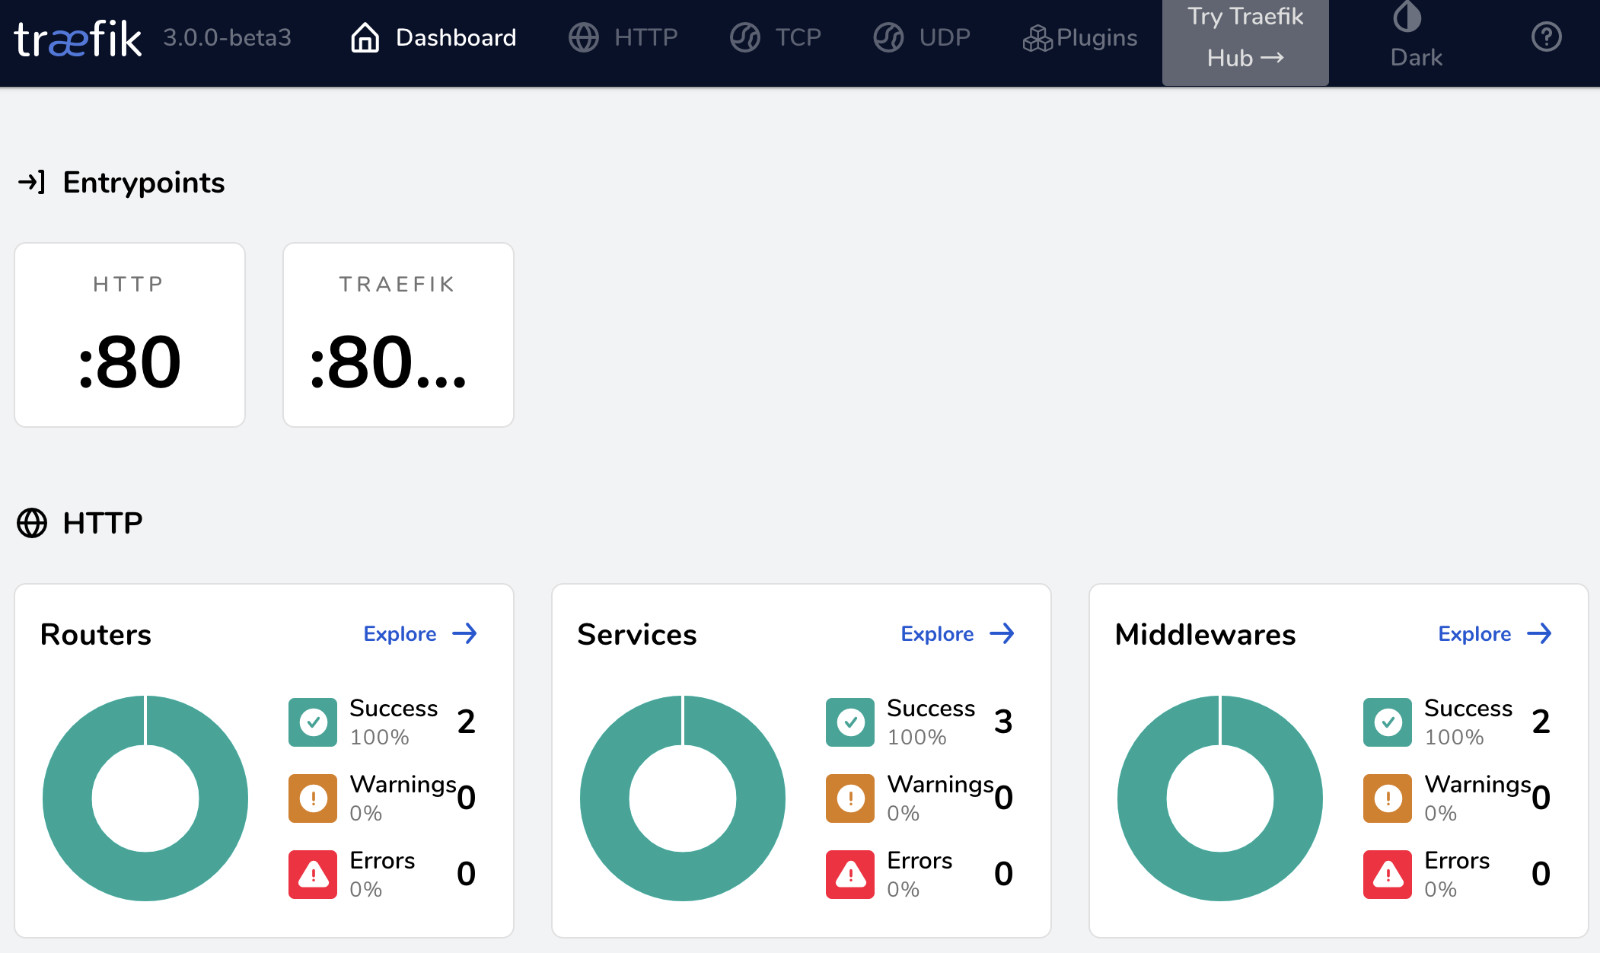 træfik 3.0.0-beta3 Dashboard HTTP TCP UDP Plugins Try Traefik Hub → Dark
Entrypoints
HTTP
:80
TRAEFIK
:80...
HTTP
Routers
Explore
Success 2
100%
Warnings 0
0%
Errors 0
0%
Services
Explore
Success 3
100%
Warnings 0
0%
Errors 0
0%
Middlewares
Explore
Success 2
100%
Warnings 0
0%
Errors 0
0%